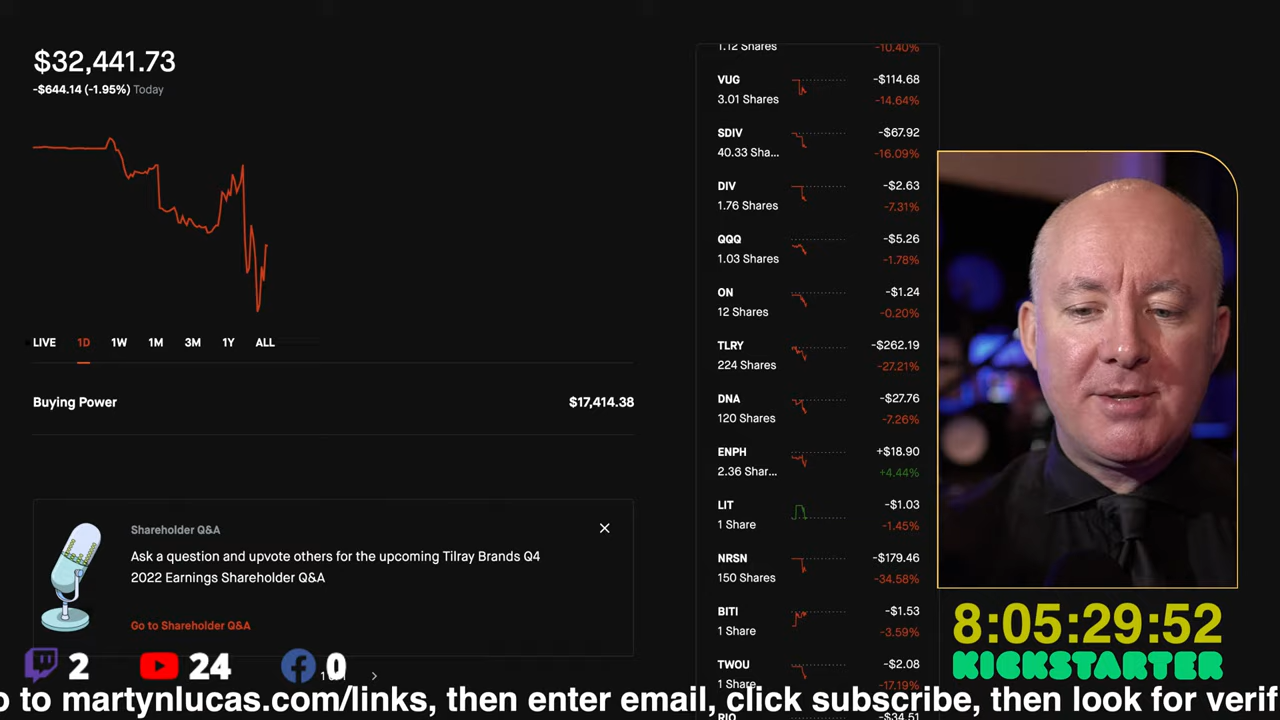 $32,441.73
-$644.14 (-1.95%) Today
LIVE 1D 1W 1M 3M 1Y ALL
Buying Power $17,414.38
Shareholder Q&A
Ask a question and upvote others for the upcoming Tilray Brands Q4
2022 Earnings Shareholder Q&A
Go to Shareholder Q&A
1.12 Shares -10.40%
VUG -$114.68
3.01 Shares -14.64%
SDIV -$67.92
40.33 Sha... -16.09%
DIV -$2.63
1.76 Shares -7.31%
QQQ -$5.26
1.03 Shares -1.78%
ON -$1.24
12 Shares -0.20%
TLRY -$262.19
224 Shares -27.21%
DNA -$27.76
120 Shares -7.26%
ENPH +$18.90
2.36 Shar... +4.44%
LIT -$1.03
1 Share -1.45%
NRSN -$179.46
150 Shares -34.58%
BITI -$1.53
1 Share -3.59%
TWOU -$2.08
1 Share -17.19%
RIO -$34.51
8:05:29:52
KICKSTARTER
2 24 0
o to martynlucas.com/links, then enter email, click subscribe, then look for verif